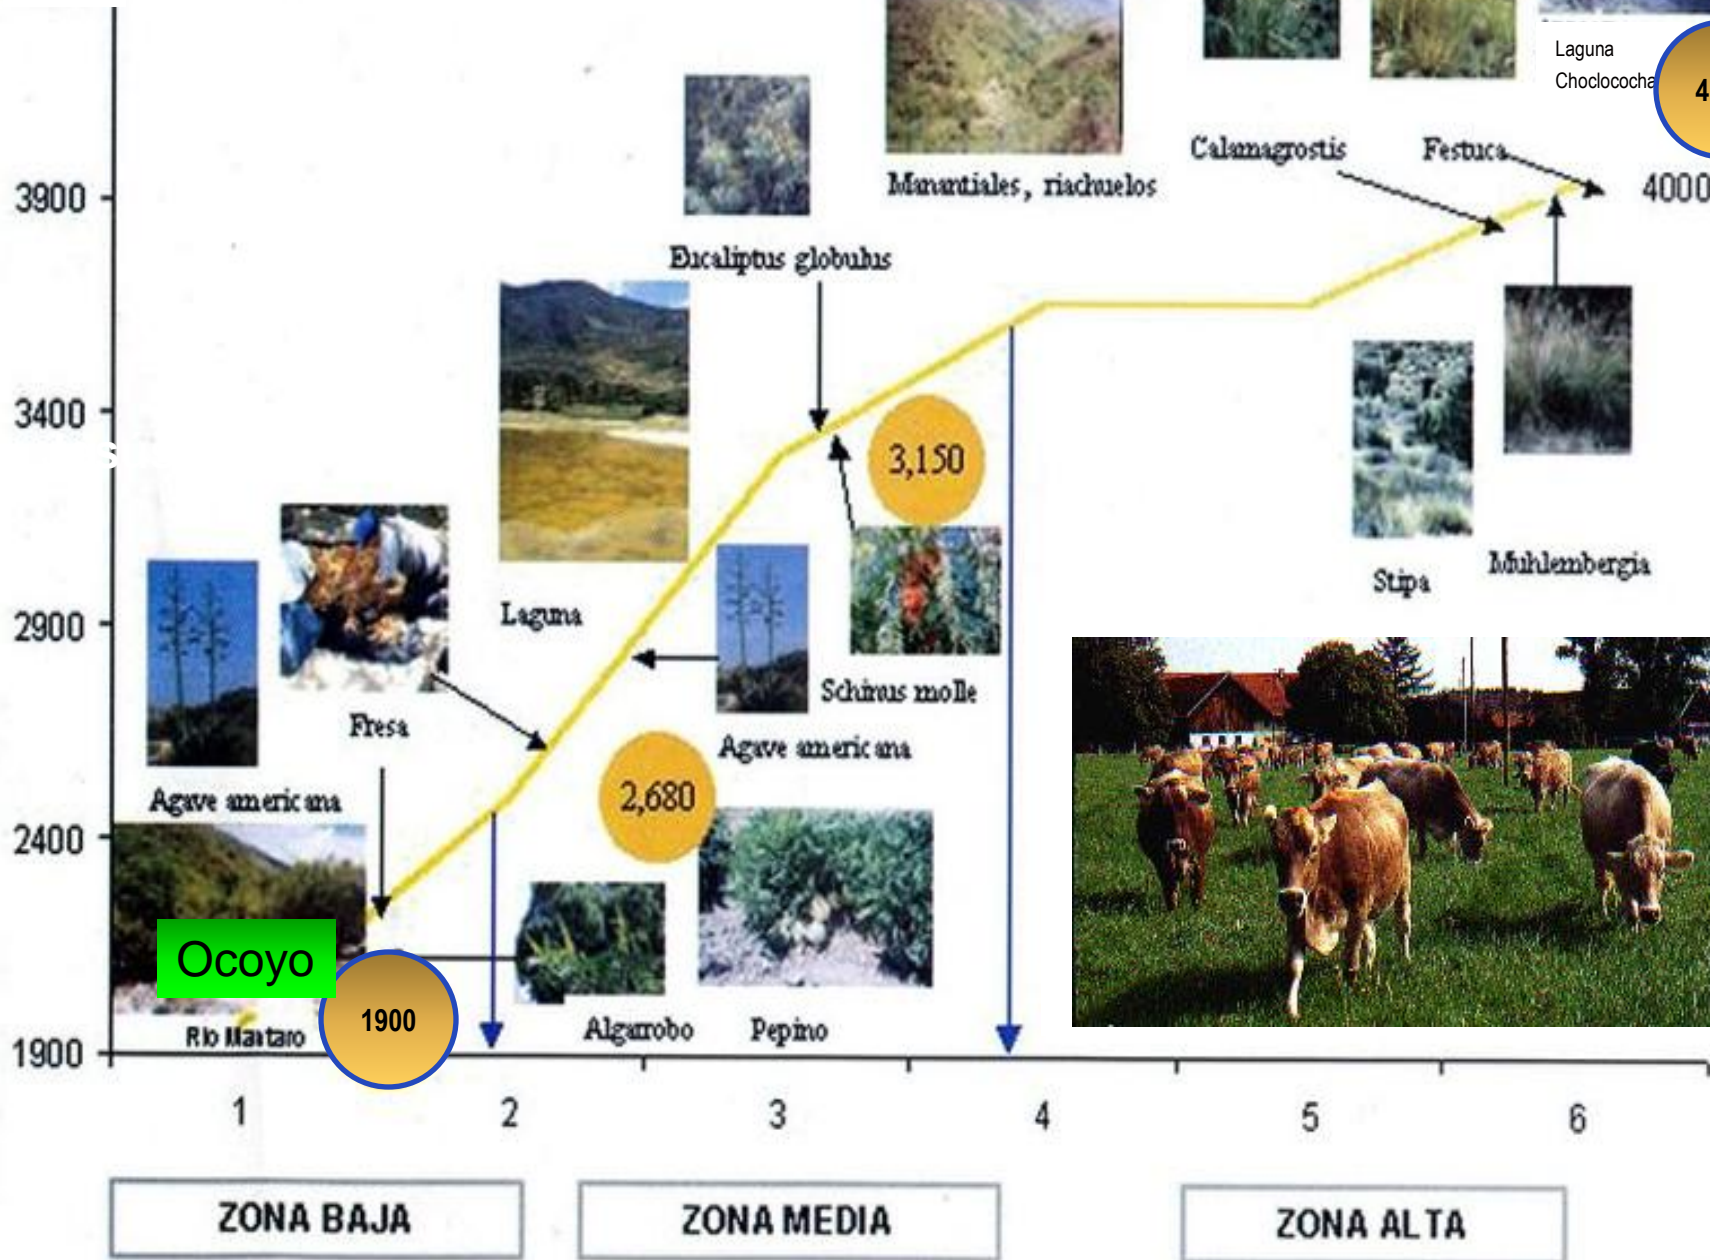 Laguna
Choclococha
4
Calamagrostis
Festuca
3900
Manantiales, riachuelos
4000
Eucaliptus globulus
3400
s
3,150
2900
Laguna
Stipa
Muhlembergia
Schinus molle
Fresa
Agave americana
2,680
Agave americana
2400
Ocoyo
1900
Río Mantaro
Algarrobo
Pepino
1900
1
2
3
4
5
6
ZONA BAJA
ZONA MEDIA
ZONA ALTA